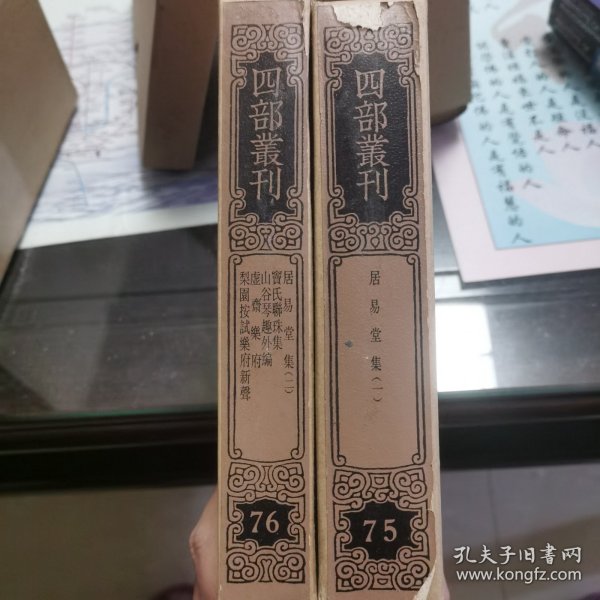 四部叢刊
居易堂集(二)
竇氏聯珠集
山谷琴趣外編
虛齋樂府
梨園按試樂府新聲
76
四部叢刊
居易堂集(一)
75
孔夫子旧書网
www.kongfz.com